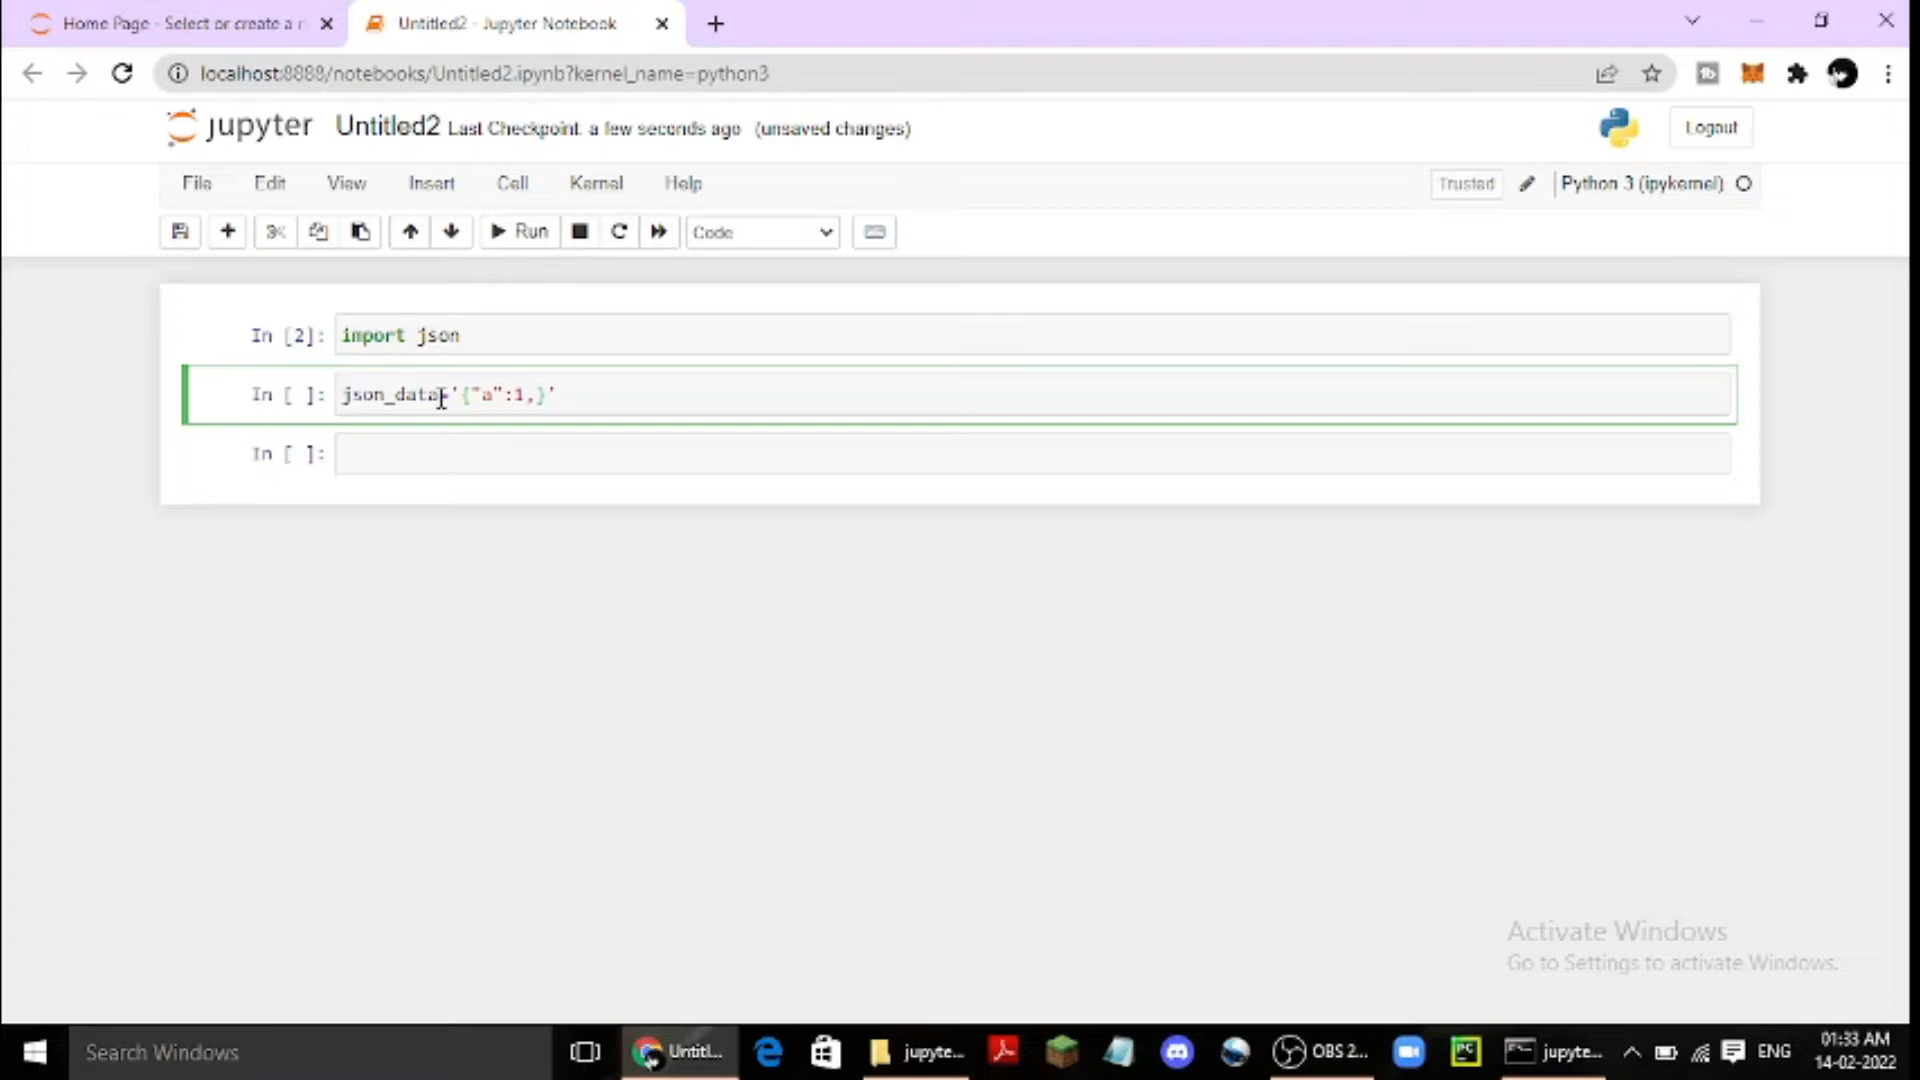 Home Page - Select or create a n
Untitled2 - Jupyter Notebook
localhost:8888/notebooks/Untitled2.ipynb?kernel_name=python3
jupyter Untitled2 Last Checkpoint: a few seconds ago (unsaved changes)
Logout
File Edit View Insert Cell Kernel Help
Trusted Python 3 (ipykernel)
Run Code
In [2]: import json
In [ ]: json_data='{"a":1,}'
In [ ]:
Activate Windows
Go to Settings to activate Windows.
Search Windows
Untitl...
jupyte...
OBS 2...
PC
jupyte...
ENG
01:33 AM
14-02-2022